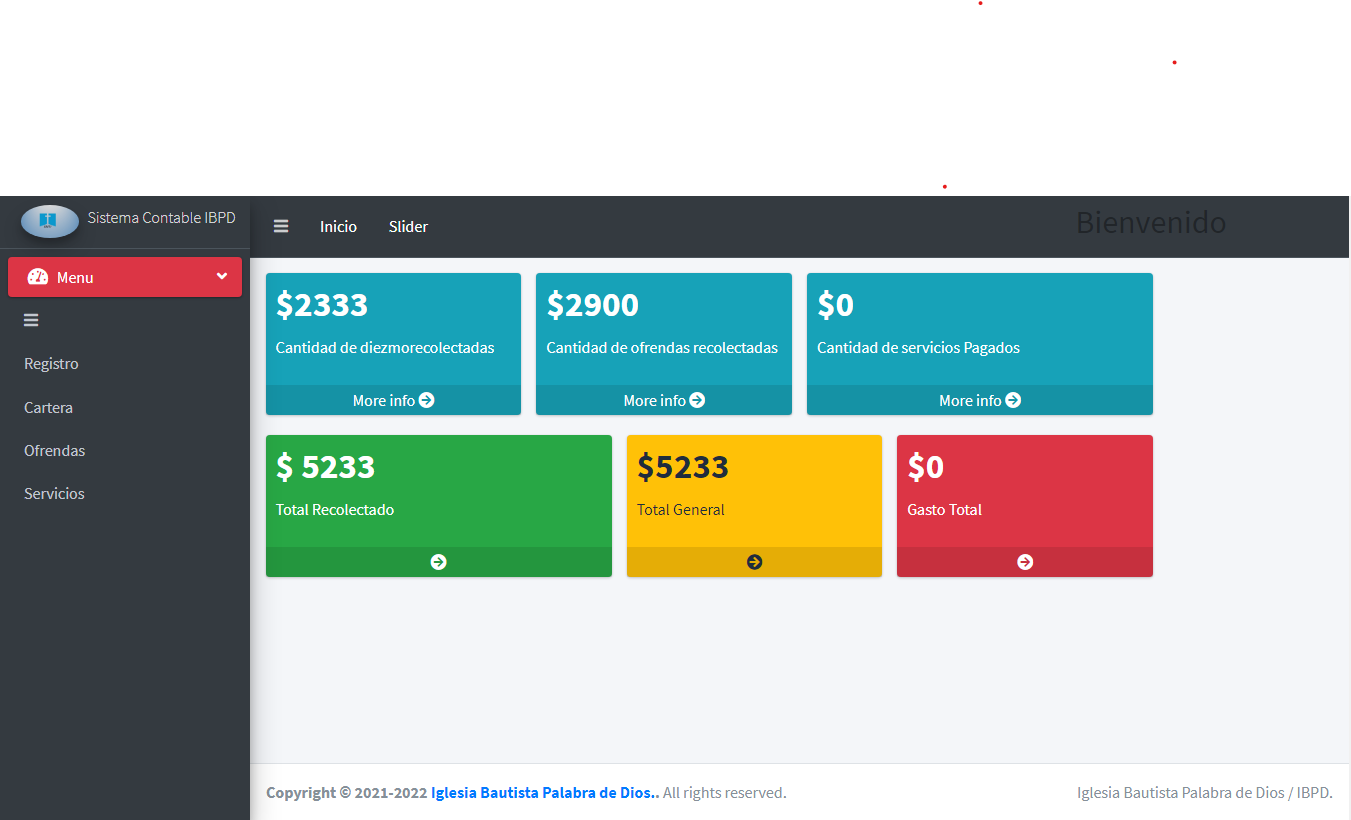 Sistema Contable IBPD
Inicio
Slider
Bienvenido
Menu
Registro
Cartera
Ofrendas
Servicios
$2333
Cantidad de diezmorecolectadas
More info
$2900
Cantidad de ofrendas recolectadas
More info
$0
Cantidad de servicios Pagados
More info
$ 5233
Total Recolectado
$5233
Total General
$0
Gasto Total
Copyright © 2021-2022 Iglesia Bautista Palabra de Dios.. All rights reserved.
Iglesia Bautista Palabra de Dios / IBPD.